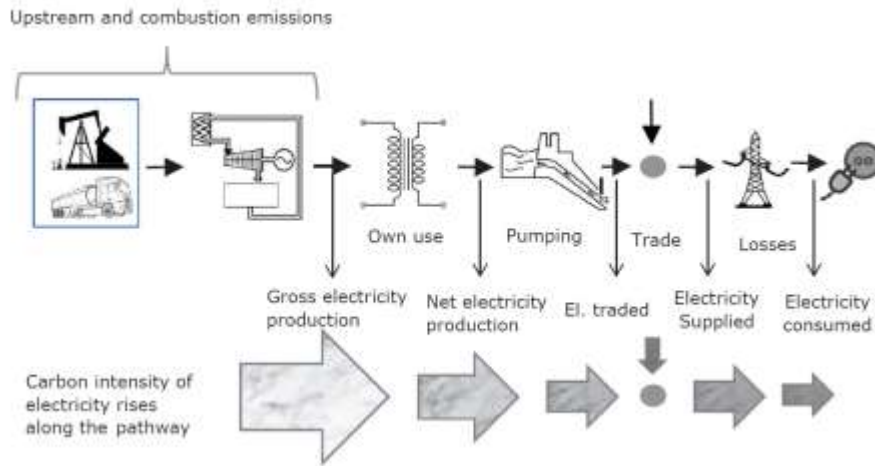 Upstream and combustion emissions
Own use
Pumping
Trade
Losses
Gross electricity
production
Net electricity
production
El. traded
Electricity
Supplied
Electricity
consumed
Carbon intensity of
electricity rises
along the pathway